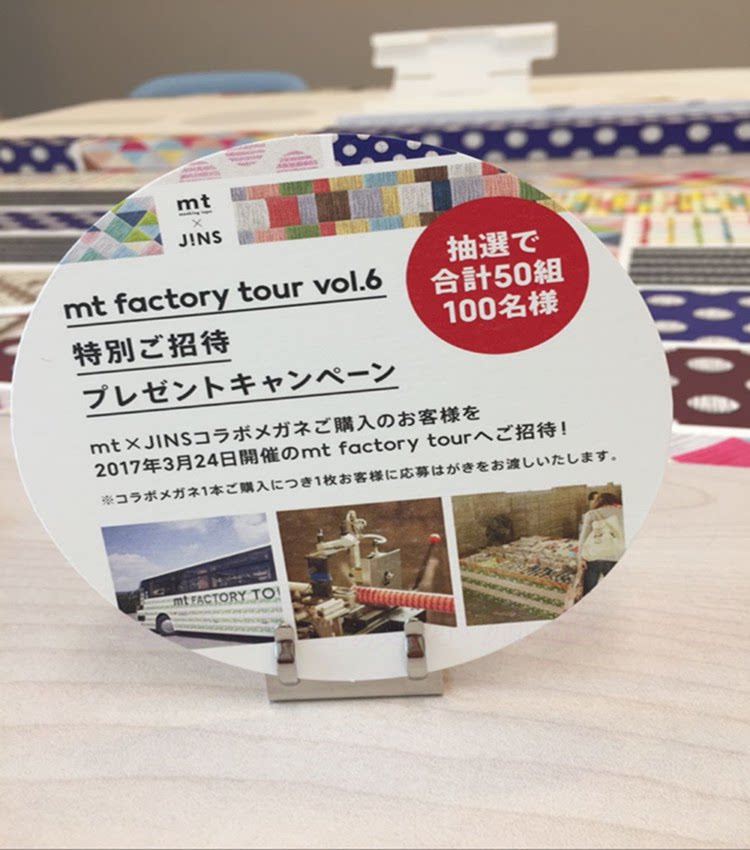 mt
masking tape
×
J!NS
抽選で
合計50組
100名様
mt factory tour vol.6
特別ご招待
プレゼントキャンペーン
mt×JINSコラボメガネご購入のお客様を
2017年3月24日開催のmt factory tourへご招待！
※コラボメガネ1本ご購入につき1枚お客様に応募はがきをお渡しいたします。
mt FACTORY TO